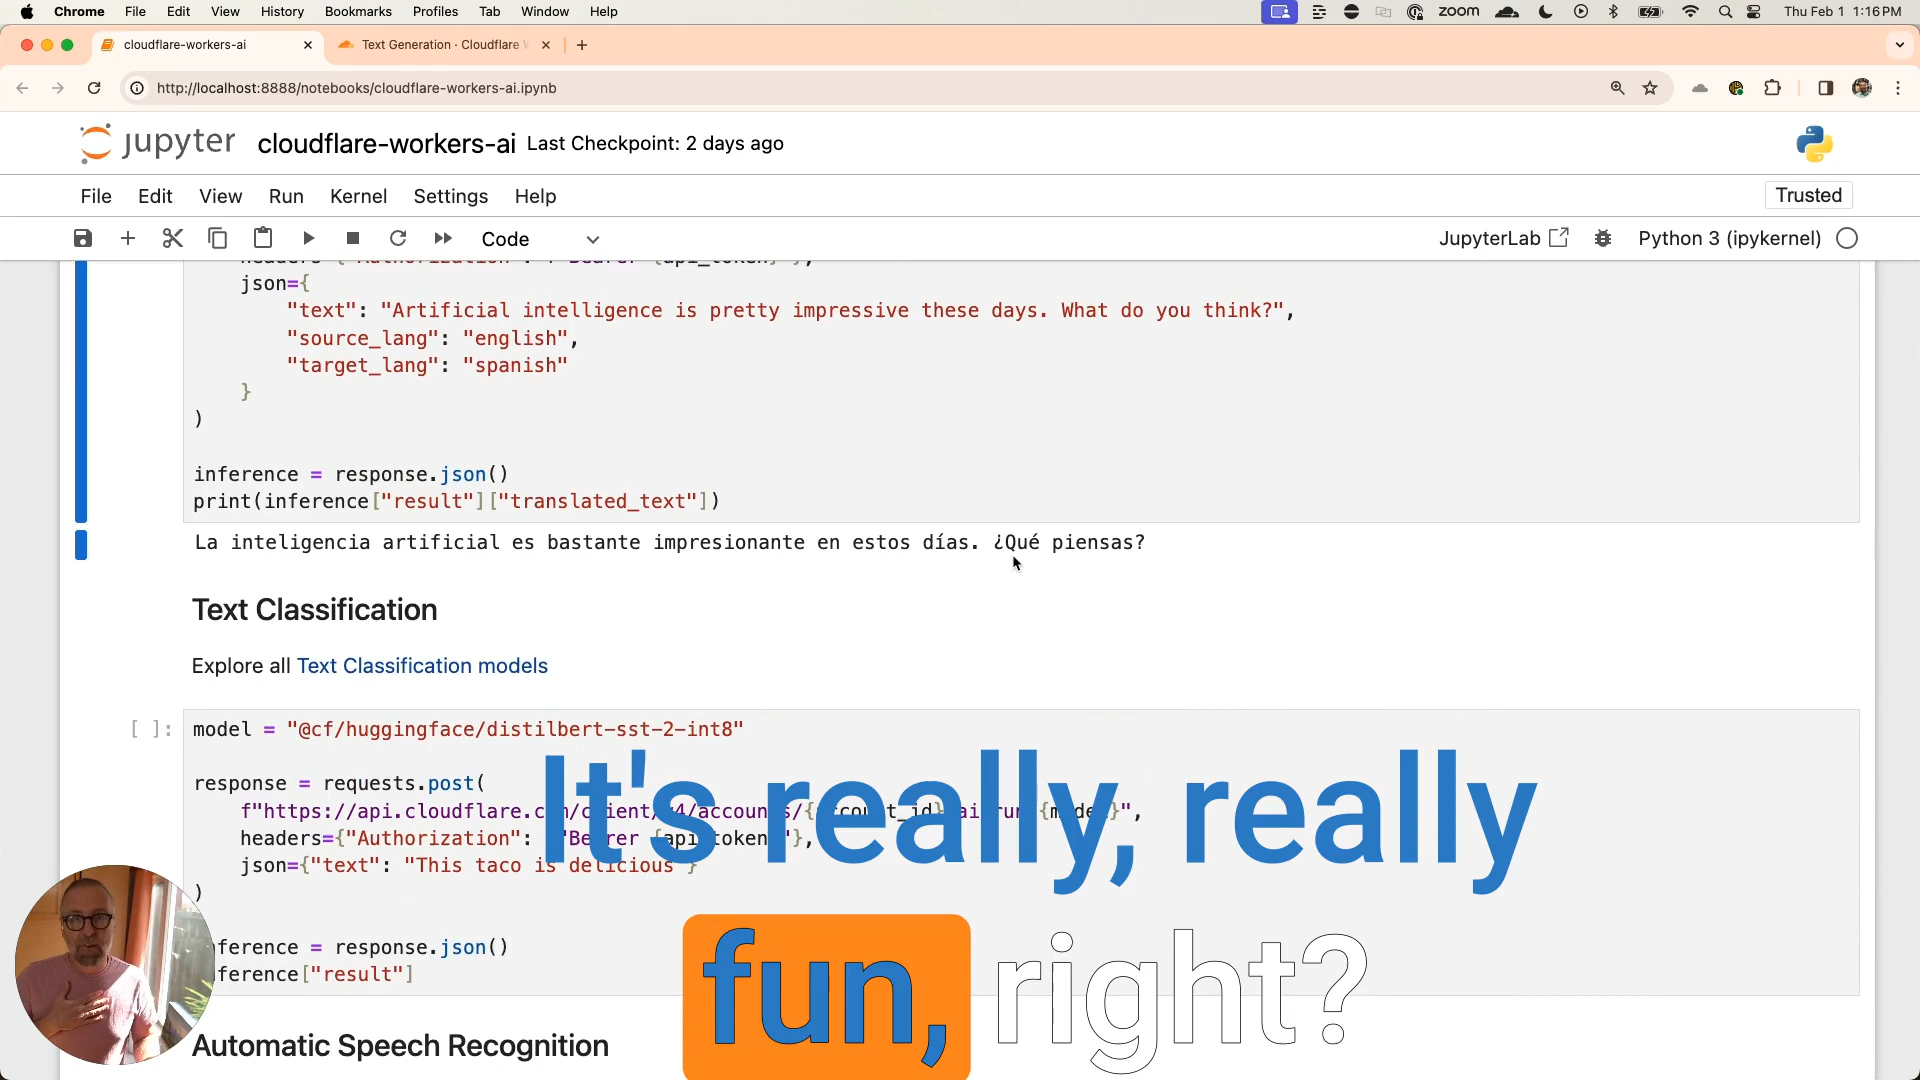 Chrome File Edit View History Bookmarks Profiles Tab Window Help zoom Thu Feb 1 1:16 PM
cloudflare-workers-ai Text Generation · Cloudflare
http://localhost:8888/notebooks/cloudflare-workers-ai.ipynb
jupyter cloudflare-workers-ai Last Checkpoint: 2 days ago
File Edit View Run Kernel Settings Help Trusted
Code JupyterLab Python 3 (ipykernel)
json={
"text": "Artificial intelligence is pretty impressive these days. What do you think?",
"source_lang": "english",
"target_lang": "spanish"
}
)
inference = response.json()
print(inference["result"]["translated_text"])
La inteligencia artificial es bastante impresionante en estos días. ¿Qué piensas?
Text Classification
Explore all Text Classification models
[ ]: model = "@cf/huggingface/distilbert-sst-2-int8"
response = requests.post(
f"https://api.cloudflare.
headers={"Authorization":
json={"text": "This taco is delicious"}
)
It's really, really
fun, right?
= response.json()
["result"]
Automatic Speech Recognition